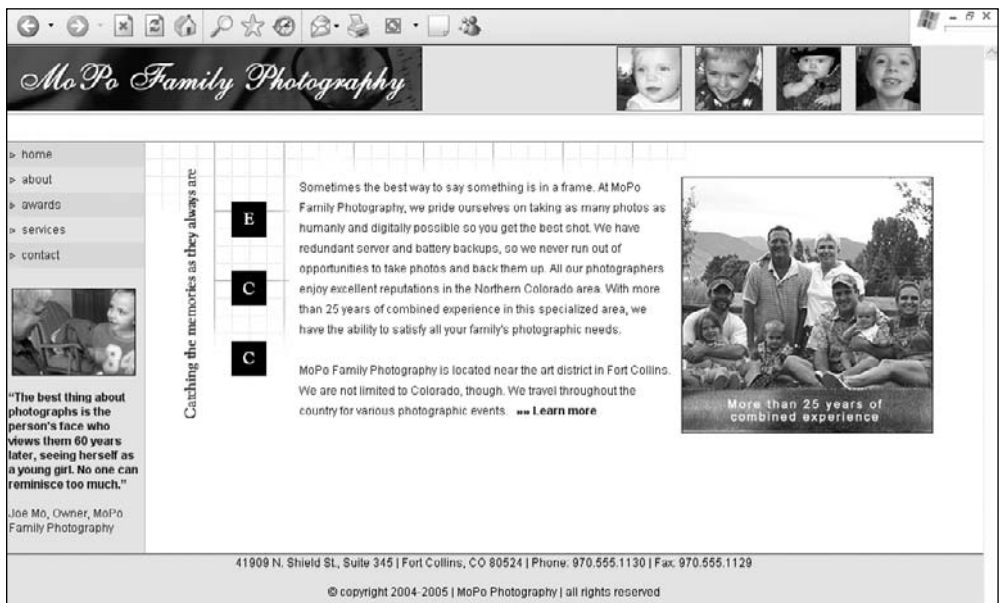 MoPo Family Photography
home
about
awards
services
contact
"The best thing about
photographs is the
person's face who
views them 60 years
later, seeing herself as
a young girl. No one can
reminisce too much."
Joe Mo, Owner, MoPo
Family Photography
84
Catching the memories as they always are
E
C
C
Sometimes the best way to say something is in a frame. At MoPo
Family Photography, we pride ourselves on taking as many photos as
humanly and digitally possible so you get the best shot. We have
redundant server and battery backups, so we never run out of
opportunities to take photos and back them up. All our photographers
enjoy excellent reputations in the Northern Colorado area. With more
than 25 years of combined experience in this specialized area, we
have the ability to satisfy all your family's photographic needs.
MoPo Family Photography is located near the art district in Fort Collins.
We are not limited to Colorado, though. We travel throughout the
country for various photographic events. »» Learn more
More than 25 years of
combined experience
41909 N. Shield St., Suite 345 | Fort Collins, CO 80524 | Phone: 970.555.1130 | Fax: 970.555.1129
© copyright 2004-2005 | MoPo Photography | all rights reserved